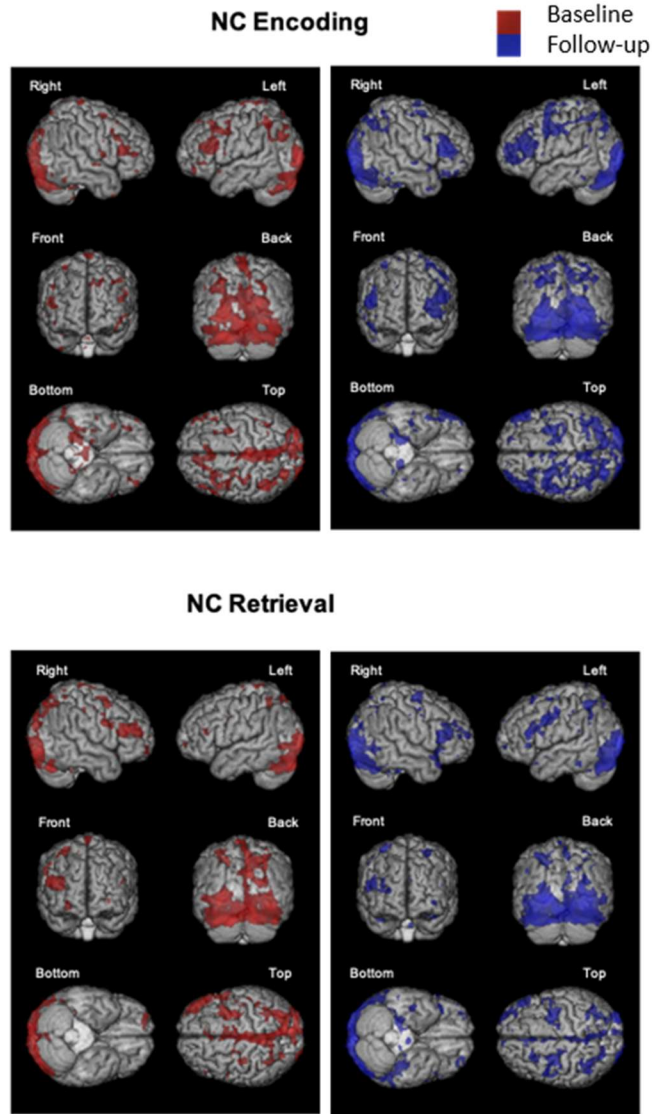 NC Encoding
Baseline
Follow-up
Right Left
Right Left
Front Back
Front Back
Bottom Top
Bottom Top
NC Retrieval
Right Left
Right Left
Front Back
Front Back
Bottom Top
Bottom Top